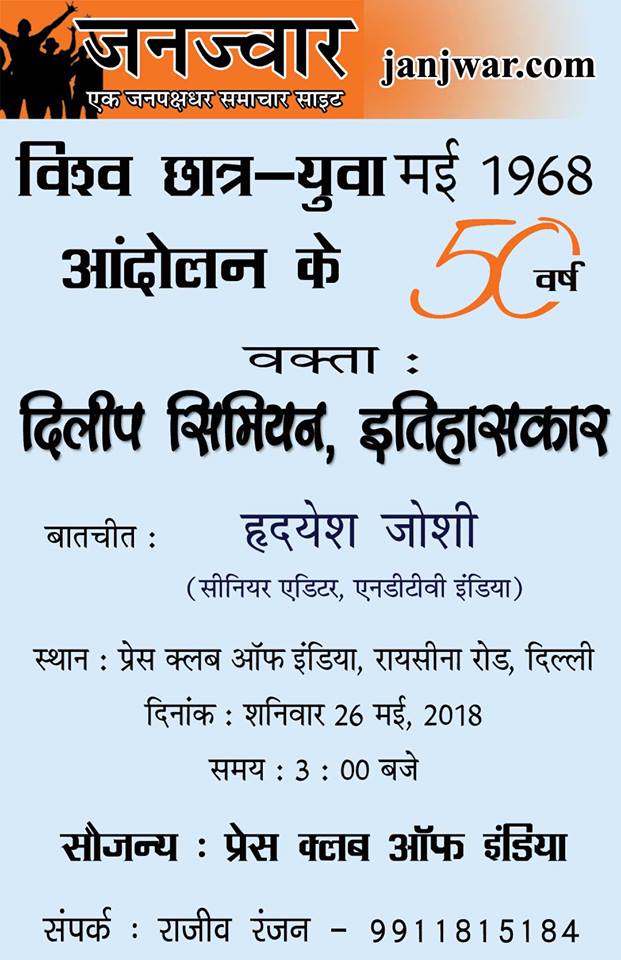 जनज्वार
janjwar.com
एक जनपक्षधर समाचार साइट
विश्व छात्र-युवा मई 1968
आंदोलन के 50 वर्ष
वक्ता :
दिलीप सिमियन, इतिहासकार
बातचीत : हृदयेश जोशी
(सीनियर एडिटर, एनडीटीवी इंडिया)
स्थान : प्रेस क्लब ऑफ इंडिया, रायसीना रोड, दिल्ली
दिनांक : शनिवार 26 मई, 2018
समय : 3 : 00 बजे
सौजन्य : प्रेस क्लब ऑफ इंडिया
संपर्क : राजीव रंजन - 9911815184